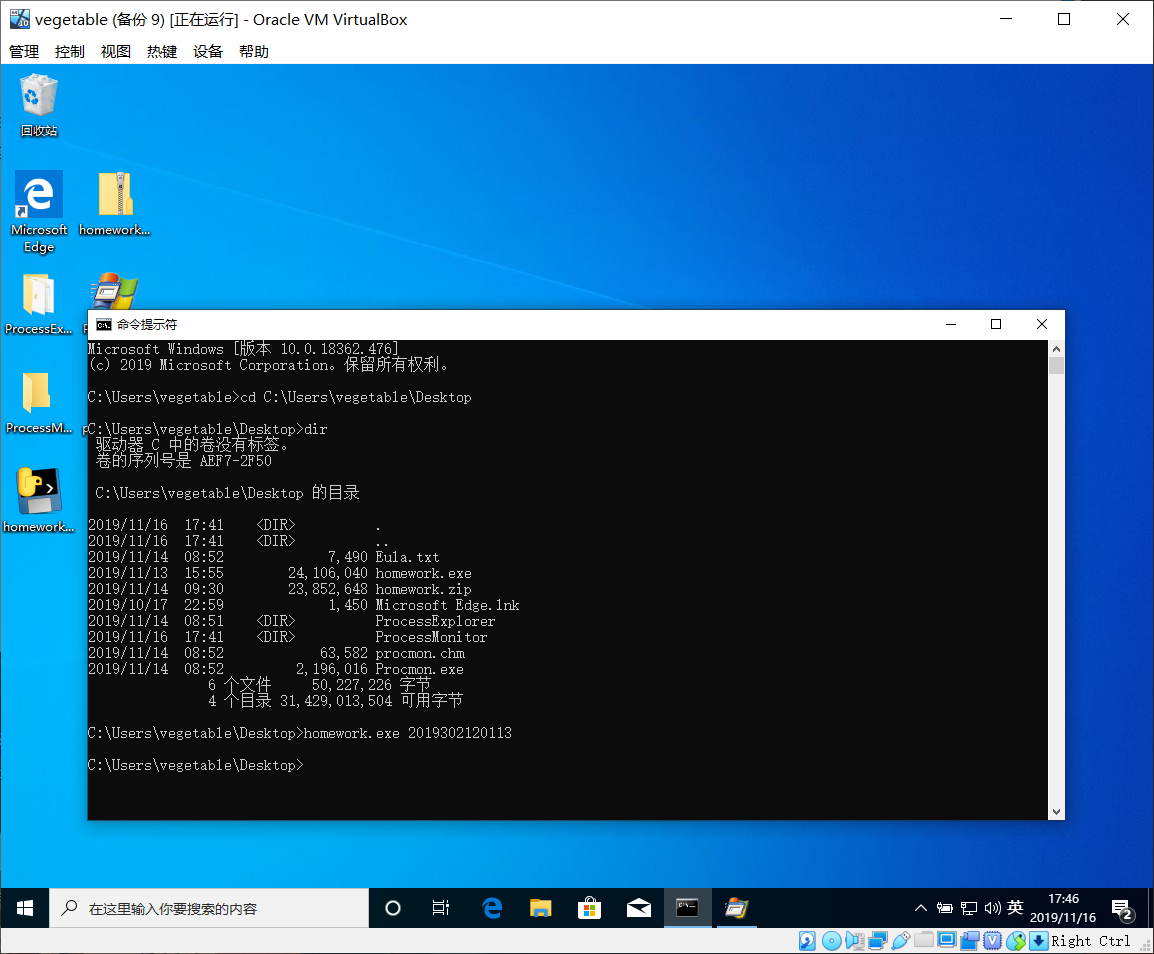 vegetable (备份 9) [正在运行] - Oracle VM VirtualBox
管理 控制 视图 热键 设备 帮助
回收站
Microsoft Edge
homework...
ProcessEx...
ProcessM...
homework...
命令提示符
Microsoft Windows [版本 10.0.18362.476]
(c) 2019 Microsoft Corporation。保留所有权利。
C:\Users\vegetable>cd C:\Users\vegetable\Desktop
C:\Users\vegetable\Desktop>dir
驱动器 C 中的卷没有标签。
卷的序列号是 AEF7-2F50
C:\Users\vegetable\Desktop 的目录
2019/11/16 17:41 <DIR> .
2019/11/16 17:41 <DIR> ..
2019/11/14 08:52 7,490 Eula.txt
2019/11/13 15:55 24,106,040 homework.exe
2019/11/14 09:30 23,852,648 homework.zip
2019/10/17 22:59 1,450 Microsoft Edge.lnk
2019/11/14 08:51 <DIR> ProcessExplorer
2019/11/16 17:41 <DIR> ProcessMonitor
2019/11/14 08:52 63,582 procmon.chm
2019/11/14 08:52 2,196,016 Procmon.exe
6 个文件 50,227,226 字节
4 个目录 31,429,013,504 可用字节
C:\Users\vegetable\Desktop>homework.exe 2019302120113
C:\Users\vegetable\Desktop>
在这里输入你要搜索的内容
英
17:46
2019/11/16
2
Right Ctrl